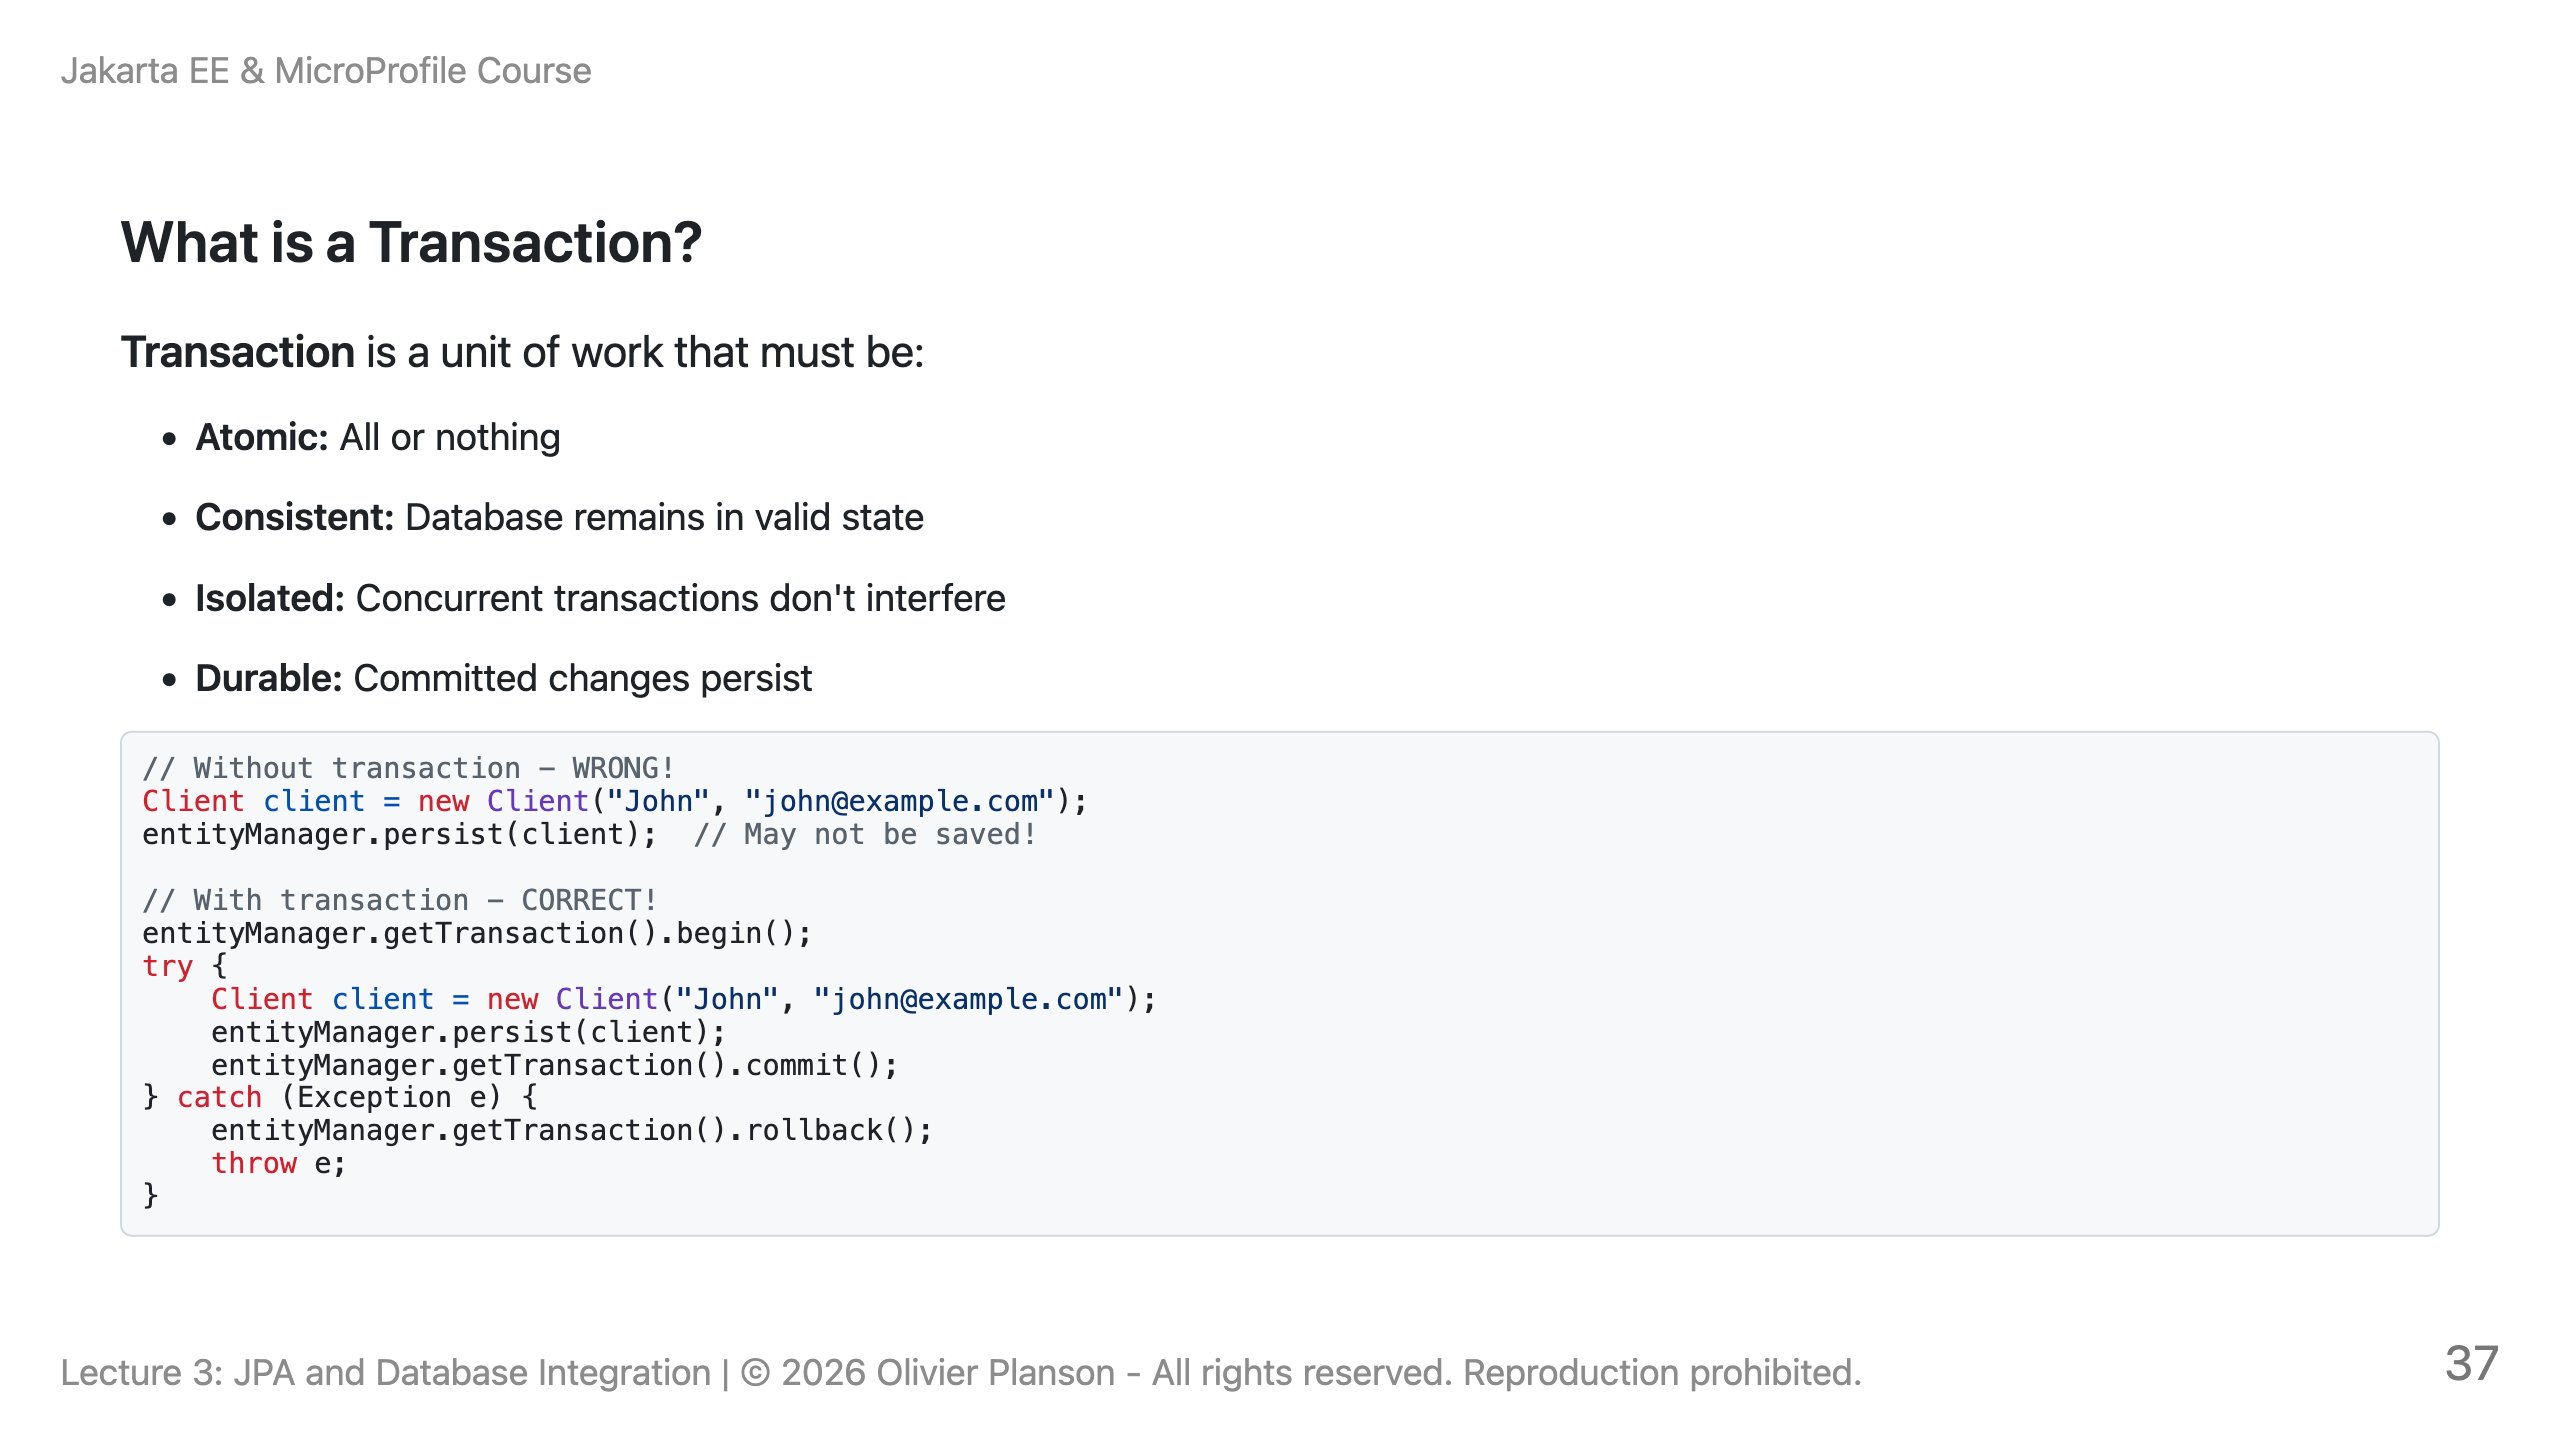 Jakarta EE & MicroProfile Course
What is a Transaction?
Transaction is a unit of work that must be:
• Atomic: All or nothing
• Consistent: Database remains in valid state
• Isolated: Concurrent transactions don't interfere
• Durable: Committed changes persist
// Without transaction - WRONG!
Client client = new Client("John", "john@example.com");
entityManager.persist(client);  // May not be saved!

// With transaction - CORRECT!
entityManager.getTransaction().begin();
try {
    Client client = new Client("John", "john@example.com");
    entityManager.persist(client);
    entityManager.getTransaction().commit();
} catch (Exception e) {
    entityManager.getTransaction().rollback();
    throw e;
}
Lecture 3: JPA and Database Integration | © 2026 Olivier Planson - All rights reserved. Reproduction prohibited.
37